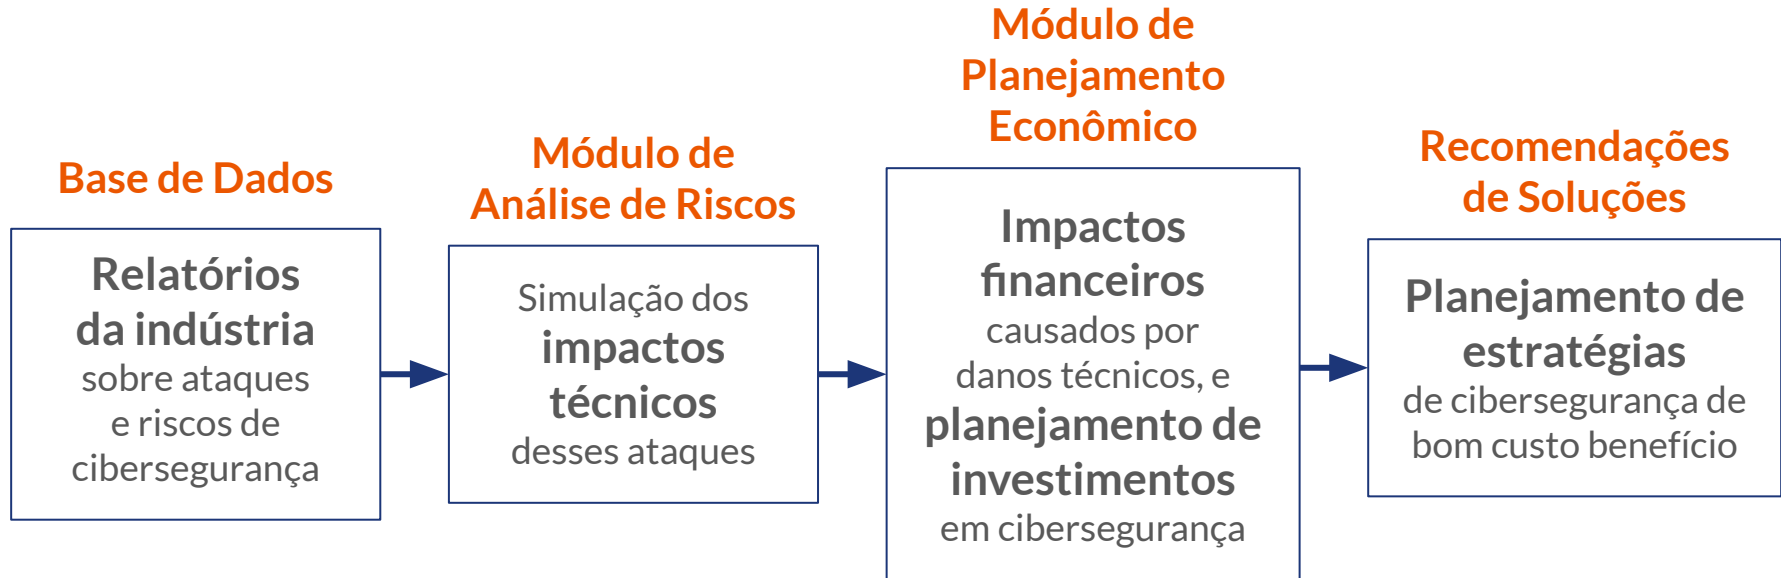 Base de Dados
Relatórios
da indústria
sobre ataques
e riscos de
cibersegurança
Módulo de
Análise de Riscos
Simulação dos
impactos
técnicos
desses ataques
Módulo de
Planejamento
Econômico
Impactos
financeiros
causados por
danos técnicos, e
planejamento de
investimentos
em cibersegurança
Recomendações
de Soluções
Planejamento de
estratégias
de cibersegurança de
bom custo benefício